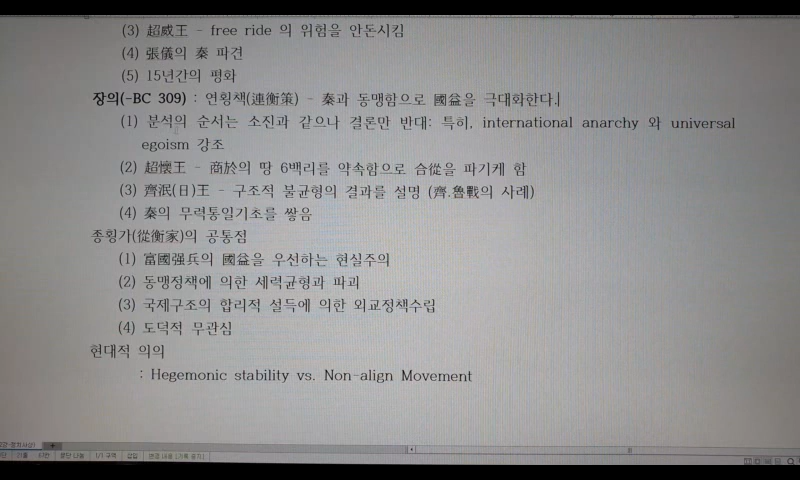 (3) 超威王 - free ride 의 위험을 안돈시킴
(4) 張儀의 秦 파견
(5) 15년간의 평화
장의(-BC 309) : 연횡책(連衡策) - 秦과 동맹함으로 國益을 극대화한다.
(1) 분석의 순서는 소진과 같으나 결론만 반대: 특히, international anarchy 와 universal
egoism 강조
(2) 超懷王 - 商於의 땅 6백리를 약속함으로 合從을 파기케 함
(3) 齊泯(日)王 - 구조적 불균형의 결과를 설명 (齊.魯戰의 사례)
(4) 秦의 무력통일기초를 쌓음
종횡가(從衡家)의 공통점
(1) 富國强兵의 國益을 우선하는 현실주의
(2) 동맹정책에 의한 세력균형과 파괴
(3) 국제구조의 합리적 설득에 의한 외교정책수립
(4) 도덕적 무관심
현대적 의의
: Hegemonic stability vs. Non-align Movement
문단 나눔 1/1 구역 삽입